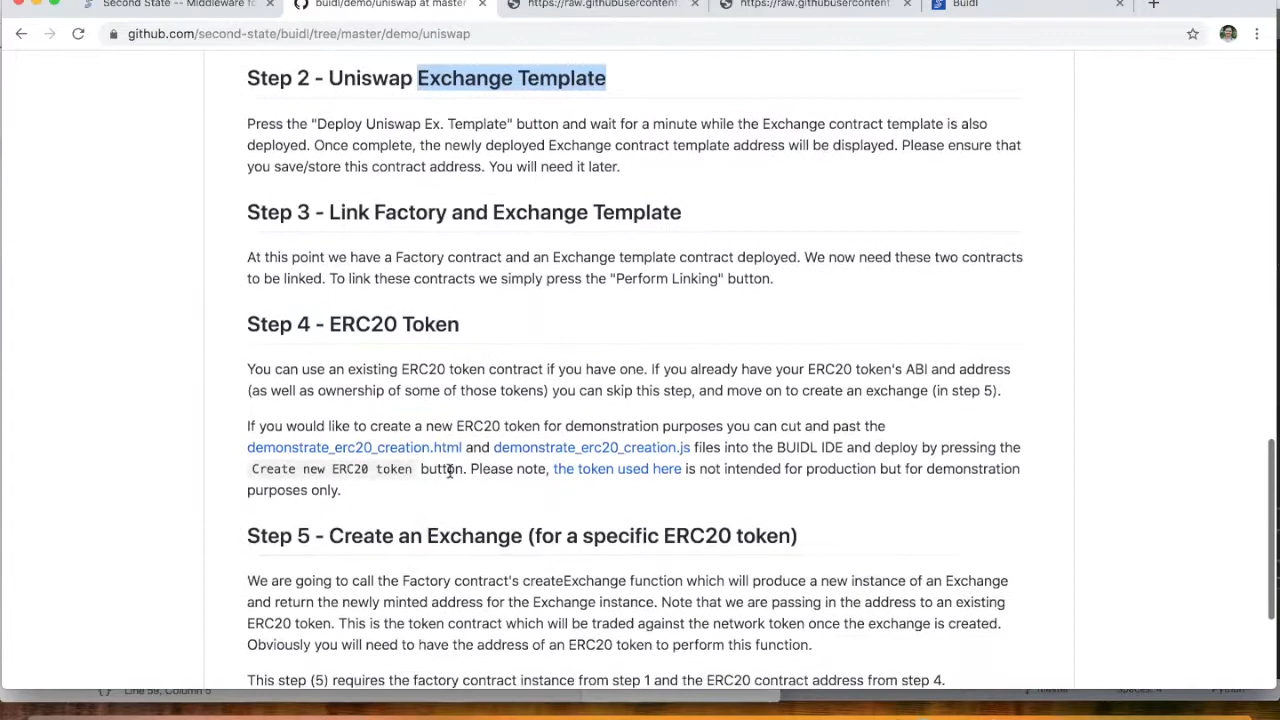 Second State -- Middleware fo
buidl/demo/uniswap at master
https://raw.githubusercontent.
https://raw.githubusercontent.
Buidl
github.com/second-state/buidl/tree/master/demo/uniswap
Step 2 - Uniswap Exchange Template
Press the "Deploy Uniswap Ex. Template" button and wait for a minute while the Exchange contract template is also
deployed. Once complete, the newly deployed Exchange contract template address will be displayed. Please ensure that
you save/store this contract address. You will need it later.
Step 3 - Link Factory and Exchange Template
At this point we have a Factory contract and an Exchange template contract deployed. We now need these two contracts
to be linked. To link these contracts we simply press the "Perform Linking" button.
Step 4 - ERC20 Token
You can use an existing ERC20 token contract if you have one. If you already have your ERC20 token's ABI and address
(as well as ownership of some of those tokens) you can skip this step, and move on to create an exchange (in step 5).
If you would like to create a new ERC20 token for demonstration purposes you can cut and past the
demonstrate_erc20_creation.html and demonstrate_erc20_creation.js files into the BUIDL IDE and deploy by pressing the
Create new ERC20 token button. Please note, the token used here is not intended for production but for demonstration
purposes only.
Step 5 - Create an Exchange (for a specific ERC20 token)
We are going to call the Factory contract's createExchange function which will produce a new instance of an Exchange
and return the newly minted address for the Exchange instance. Note that we are passing in the address to an existing
ERC20 token. This is the token contract which will be traded against the network token once the exchange is created.
Obviously you will need to have the address of an ERC20 token to perform this function.
This step (5) requires the factory contract instance from step 1 and the ERC20 contract address from step 4.
Line 59, Column 5